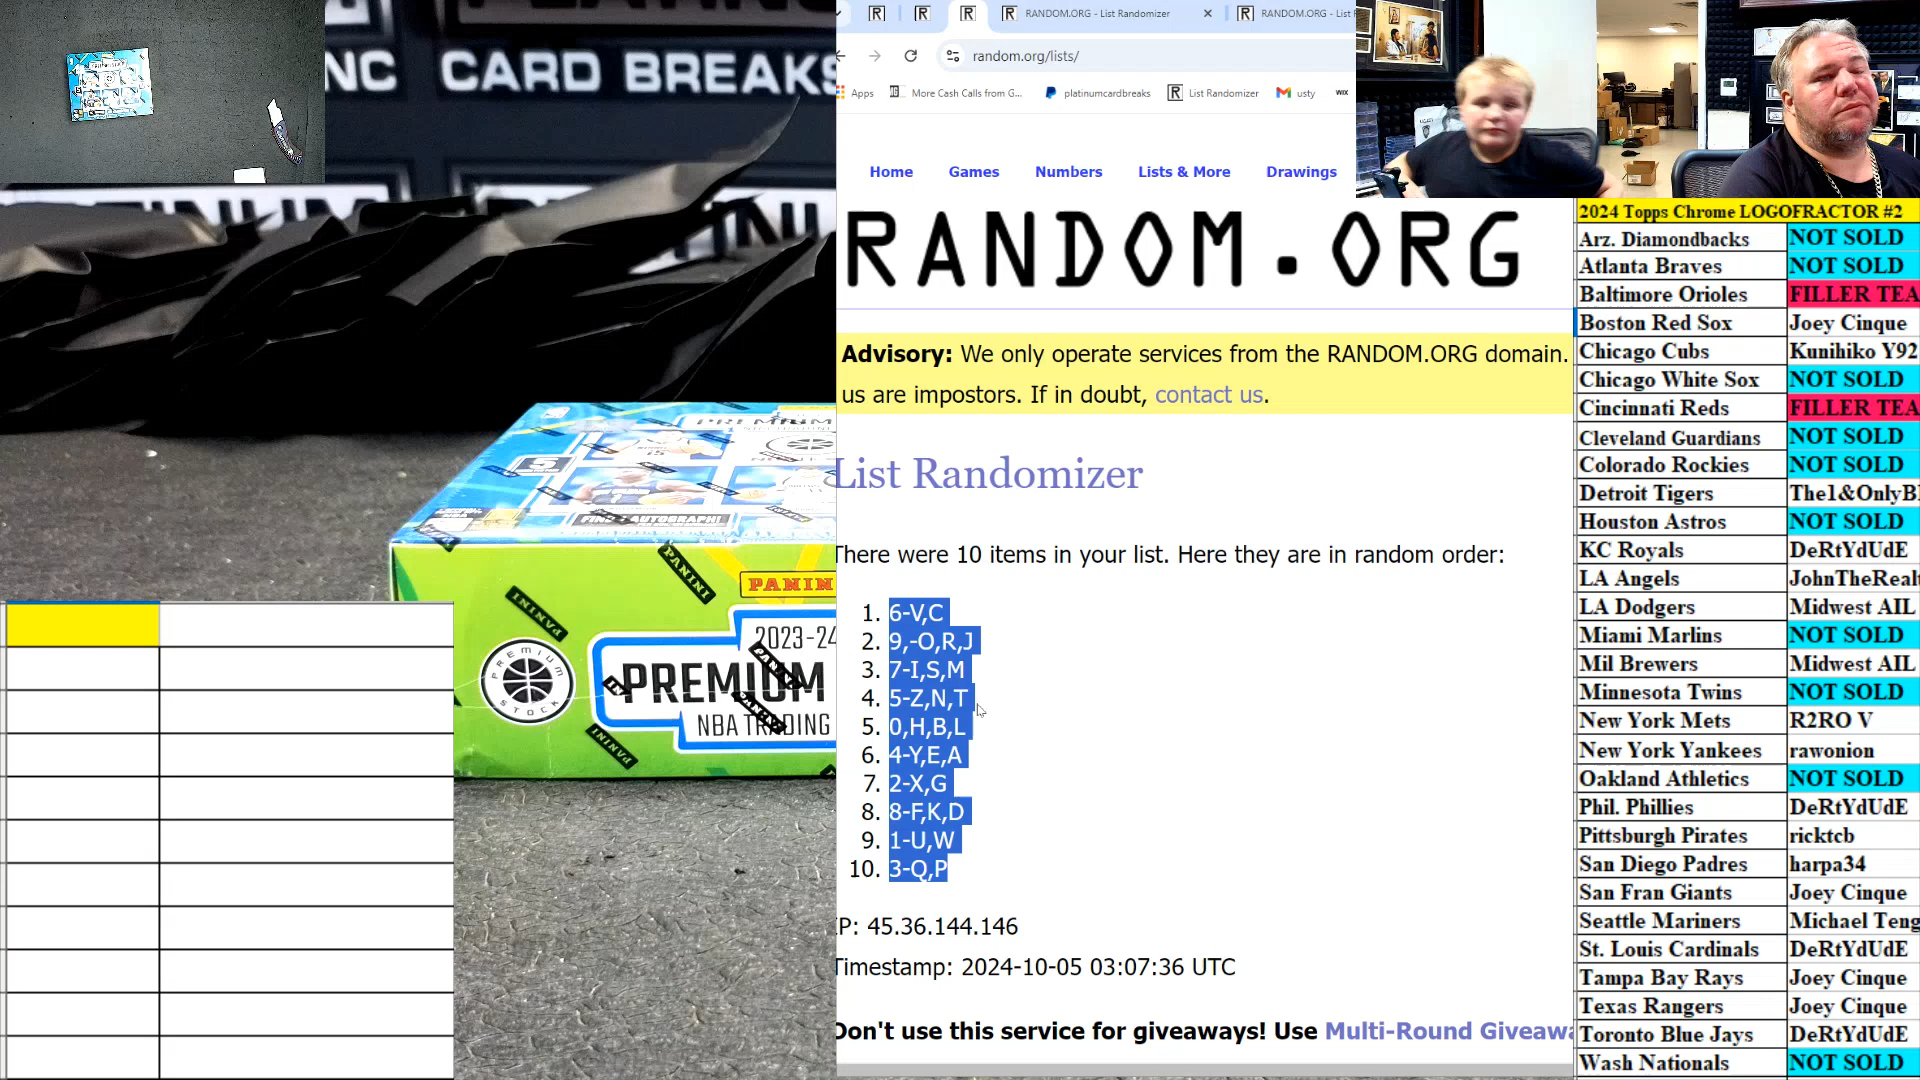 NC CARD BREAKS
RANDOM.ORG - List Randomizer
RANDOM.ORG - List
random.org/lists/
Apps
More Cash Calls from G...
platinumcardbreaks
List Randomizer
usty
WIX
Home Games Numbers Lists & More Drawings
RANDOM.ORG
Advisory: We only operate services from the RANDOM.ORG domain.
us are impostors. If in doubt, contact us.
List Randomizer
There were 10 items in your list. Here they are in random order:
1. 6-V,C
2. 9,-O,R,J
3. 7-I,S,M
4. 5-Z,N,T
5. 0,H,B,L
6. 4-Y,E,A
7. 2-X,G
8. 8-F,K,D
9. 1-U,W
10. 3-Q,P
IP: 45.36.144.146
Timestamp: 2024-10-05 03:07:36 UTC
Don't use this service for giveaways! Use Multi-Round Giveawa
2024 Topps Chrome LOGOFRACTOR #2
Arz. Diamondbacks NOT SOLD
Atlanta Braves NOT SOLD
Baltimore Orioles FILLER TEA
Boston Red Sox Joey Cinque
Chicago Cubs Kunihiko Y92
Chicago White Sox NOT SOLD
Cincinnati Reds FILLER TEA
Cleveland Guardians NOT SOLD
Colorado Rockies NOT SOLD
Detroit Tigers The1&OnlyB
Houston Astros NOT SOLD
KC Royals DeRtYdUdE
LA Angels JohnTheRealt
LA Dodgers Midwest AIL
Miami Marlins NOT SOLD
Mil Brewers Midwest AIL
Minnesota Twins NOT SOLD
New York Mets R2RO V
New York Yankees rawonion
Oakland Athletics NOT SOLD
Phil. Phillies DeRtYdUdE
Pittsburgh Pirates ricktcb
San Diego Padres harpa34
San Fran Giants Joey Cinque
Seattle Mariners Michael Teng
St. Louis Cardinals DeRtYdUdE
Tampa Bay Rays Joey Cinque
Texas Rangers Joey Cinque
Toronto Blue Jays DeRtYdUdE
Wash Nationals NOT SOLD
5
PANINI
PANINI
PANINI
PANIN
2023-24
PREMIUM
NBA TRADING
PREMIUM
STOCK
PANINI